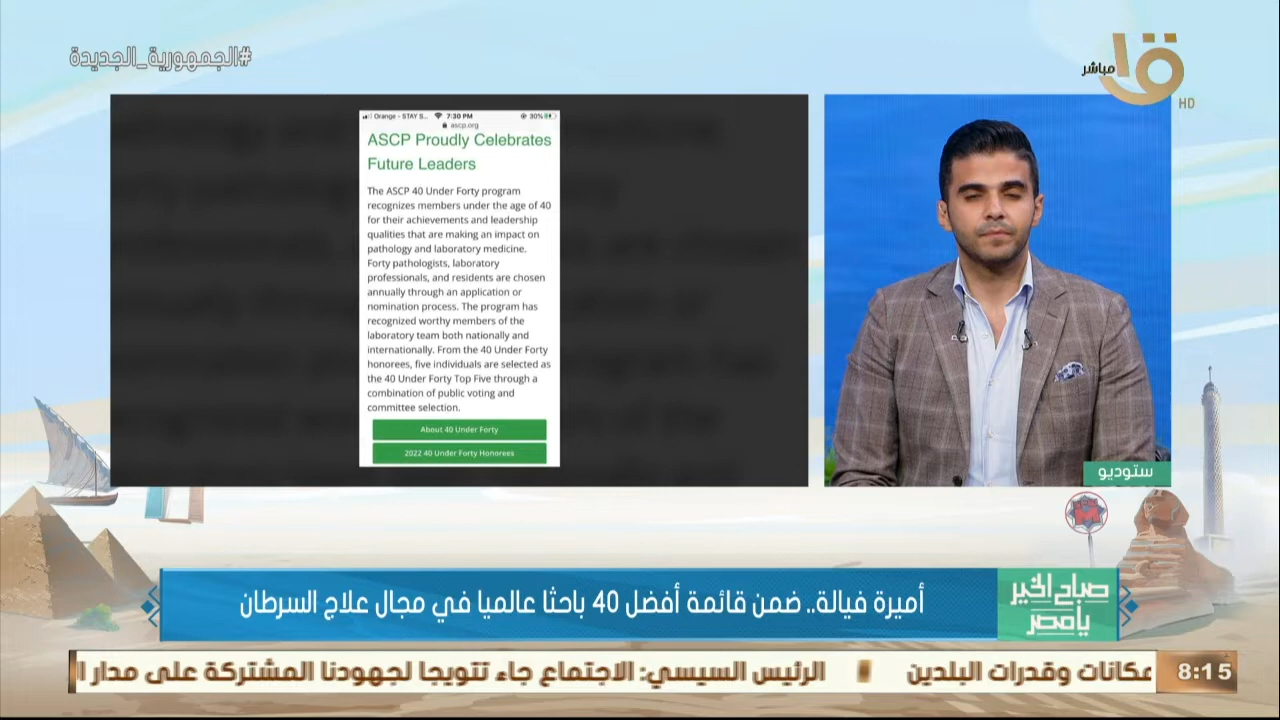 #الجمهورية_الجديدة
مباشر
HD
Orange - STAY S... 7:30 PM 30%
ascp.org
ASCP Proudly Celebrates
Future Leaders
The ASCP 40 Under Forty program
recognizes members under the age of 40
for their achievements and leadership
qualities that are making an impact on
pathology and laboratory medicine.
Forty pathologists, laboratory
professionals, and residents are chosen
annually through an application or
nomination process. The program has
recognized worthy members of the
laboratory team both nationally and
internationally. From the 40 Under Forty
honorees, five individuals are selected as
the 40 Under Forty Top Five through a
combination of public voting and
committee selection.
About 40 Under Forty
2022 40 Under Forty Honorees
ستوديو
M
صباح الخير
يا مصر
أميرة فيالة.. ضمن قائمة أفضل 40 باحثا عالميا في مجال علاج السرطان
8:15
مكانات وقدرات البلدين الرئيس السيسي: الاجتماع جاء تتويجا لجهودنا المشتركة على مدار ا